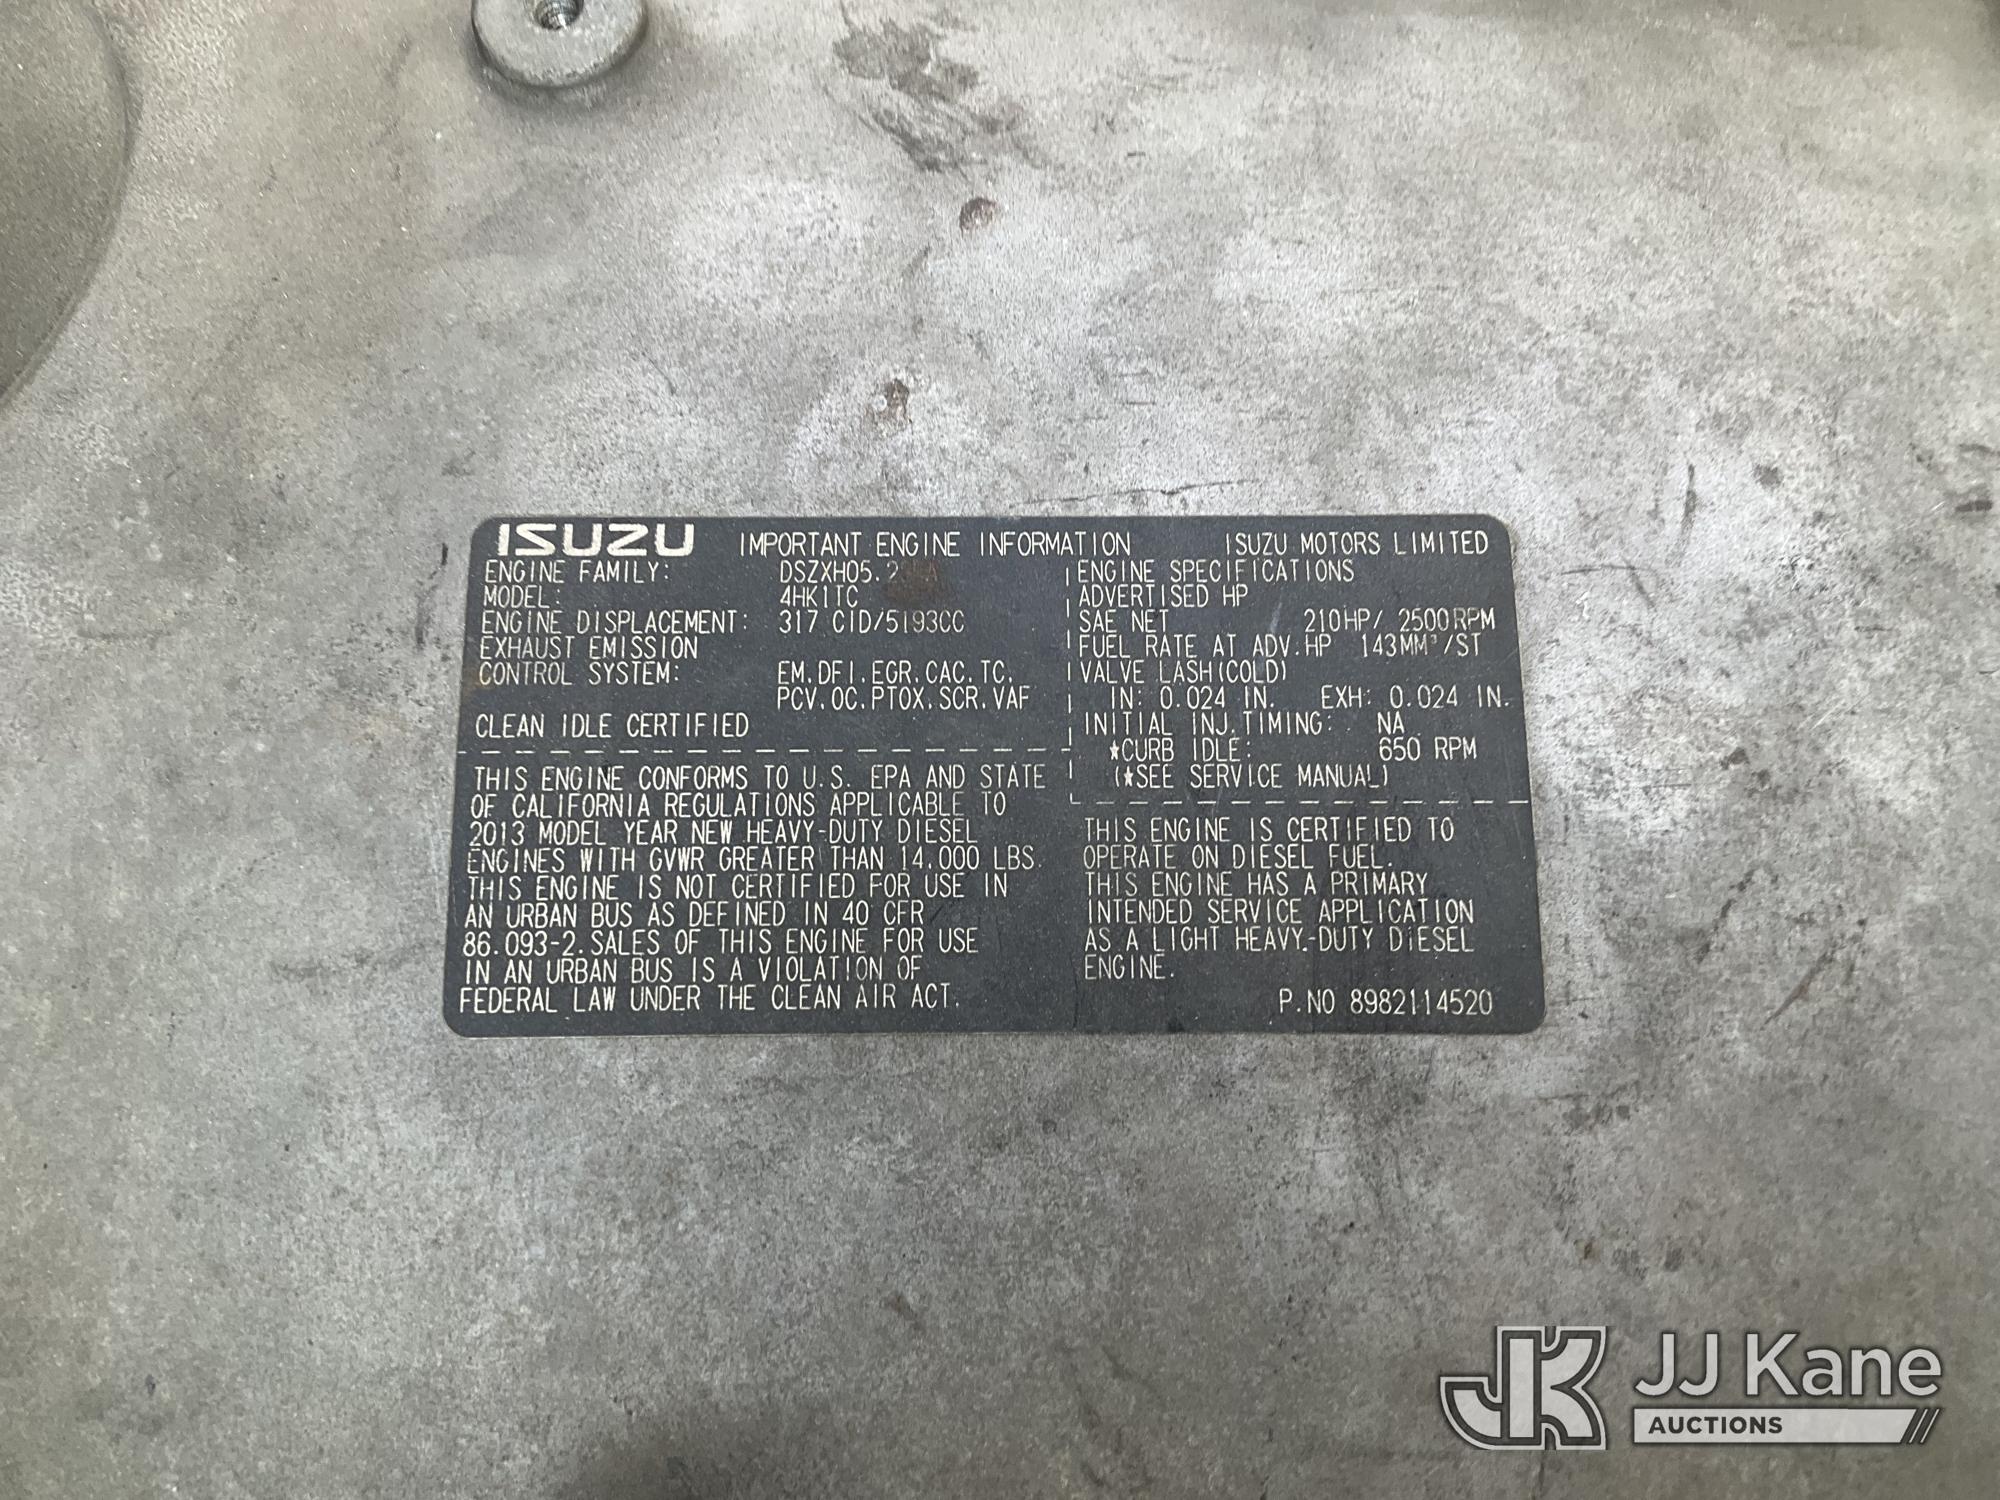 ISUZU IMPORTANT ENGINE INFORMATION ISUZU MOTORS LIMITED
ENGINE FAMILY:
MODEL: 4HK1TC
ENGINE DISPLACEMENT: 317 CID/5193CC
EXHAUST EMISSION
CONTROL SYSTEM: EM.DFI.EGR.CAC.TC.
PCV.OC.PTOX.SCR.VAF
CLEAN IDLE CERTIFIED
THIS ENGINE CONFORMS TO U.S. EPA AND STATE
OF CALIFORNIA REGULATIONS APPLICABLE TO
2013 MODEL YEAR NEW HEAVY-DUTY DIESEL
ENGINES WITH GVWR GREATER THAN 14.000 LBS.
THIS ENGINE IS NOT CERTIFIED FOR USE IN
AN URBAN BUS AS DEFINED IN 40 CFR
86.093-2.SALES OF THIS ENGINE FOR USE
IN AN URBAN BUS IS A VIOLATION OF
FEDERAL LAW UNDER THE CLEAN AIR ACT.
ENGINE SPECIFICATIONS
ADVERTISED HP
SAE NET 210HP/ 2500RPM
FUEL RATE AT ADV.HP 143MM³/ST
VALVE LASH(COLD)
IN: 0.024 IN. EXH: 0.024 IN.
INITIAL INJ.TIMING: NA
*CURB IDLE: 650 RPM
(*SEE SERVICE MANUAL)
THIS ENGINE IS CERTIFIED TO
OPERATE ON DIESEL FUEL.
THIS ENGINE HAS A PRIMARY
INTENDED SERVICE APPLICATION
AS A LIGHT HEAVY-DUTY DIESEL
ENGINE.
P.NO 8982114520
JK JJ Kane
AUCTIONS